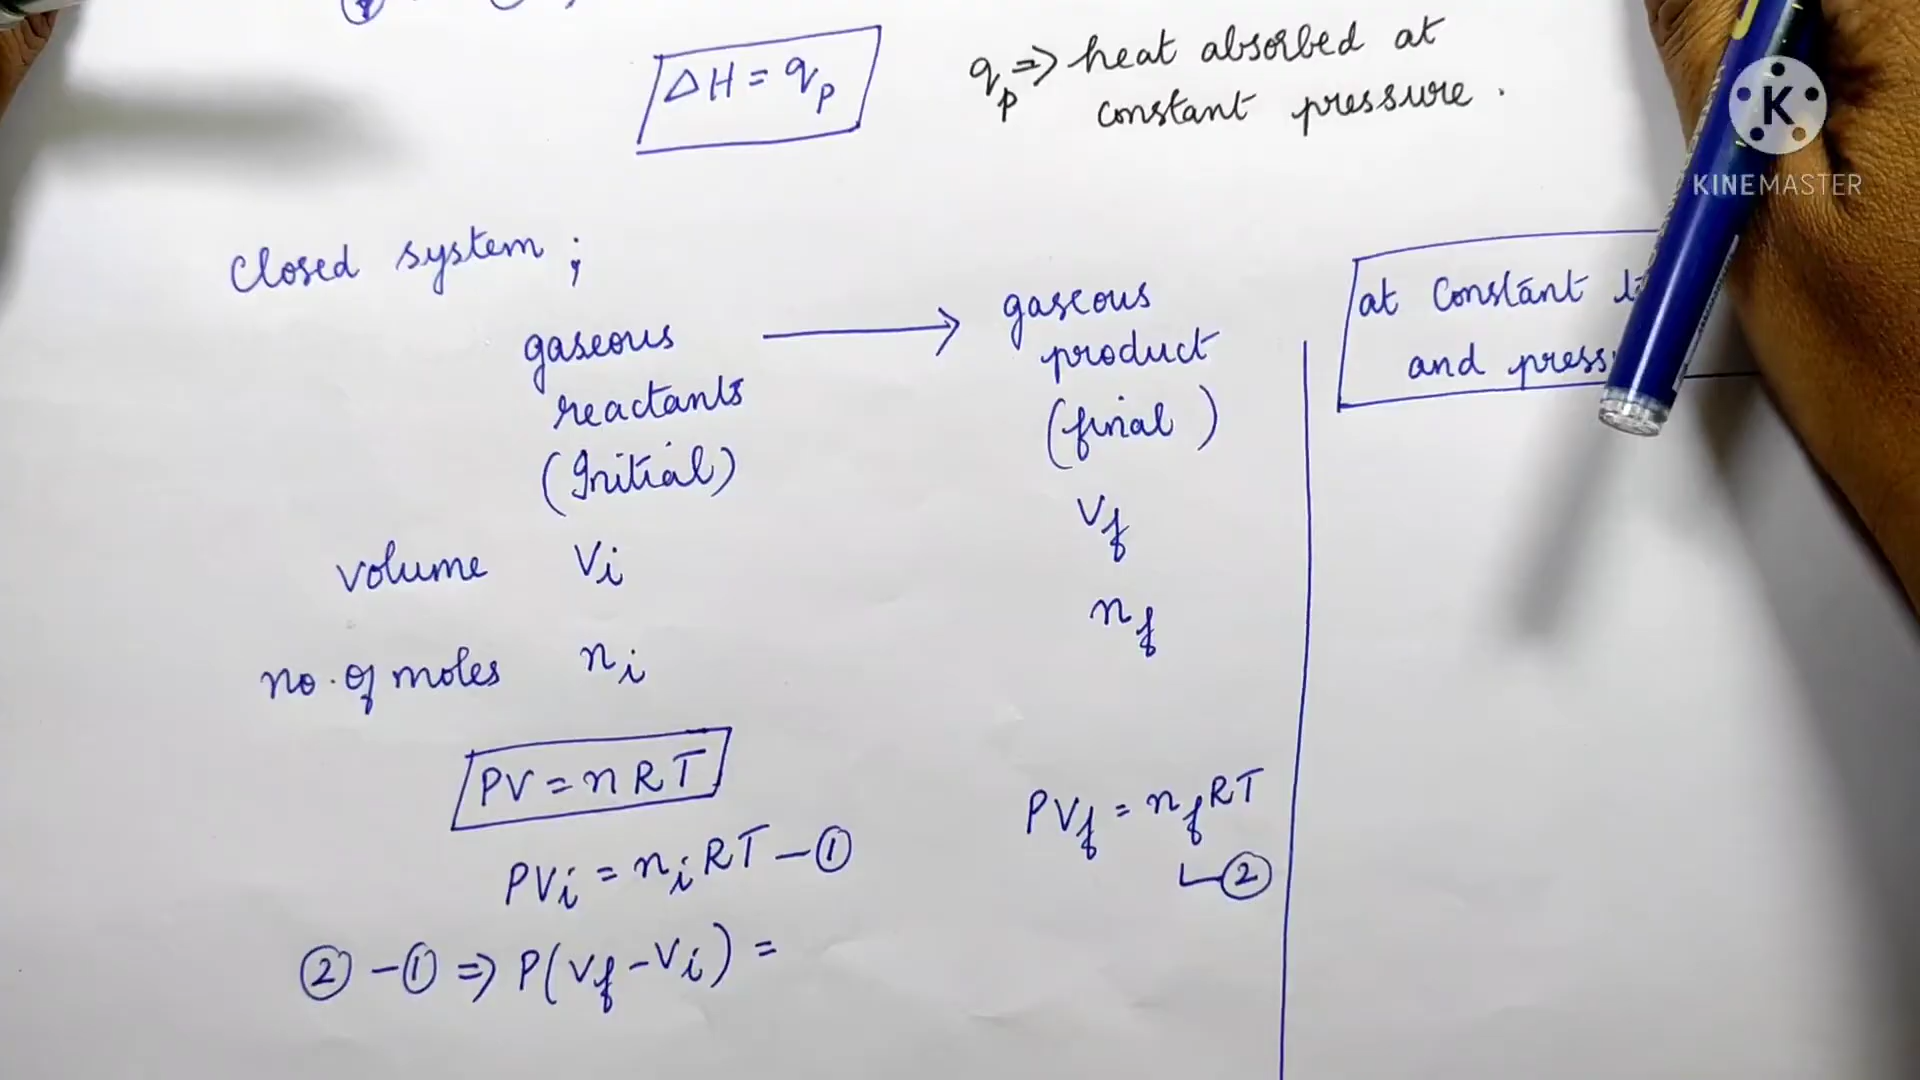 ΔH = qp
qp ⇒ heat absorbed at
constant pressure.
K
KINEMASTER
Closed system ;
gaseous
reactants
(Initial)
⟶
gaseous
product
(final)
at Constant
and
volume Vi Vf
no. of moles ni nf
PV = nRT
PVi = niRT — ①
PVf = nfRT
②
② - ① ⇒ P(Vf - Vi) =